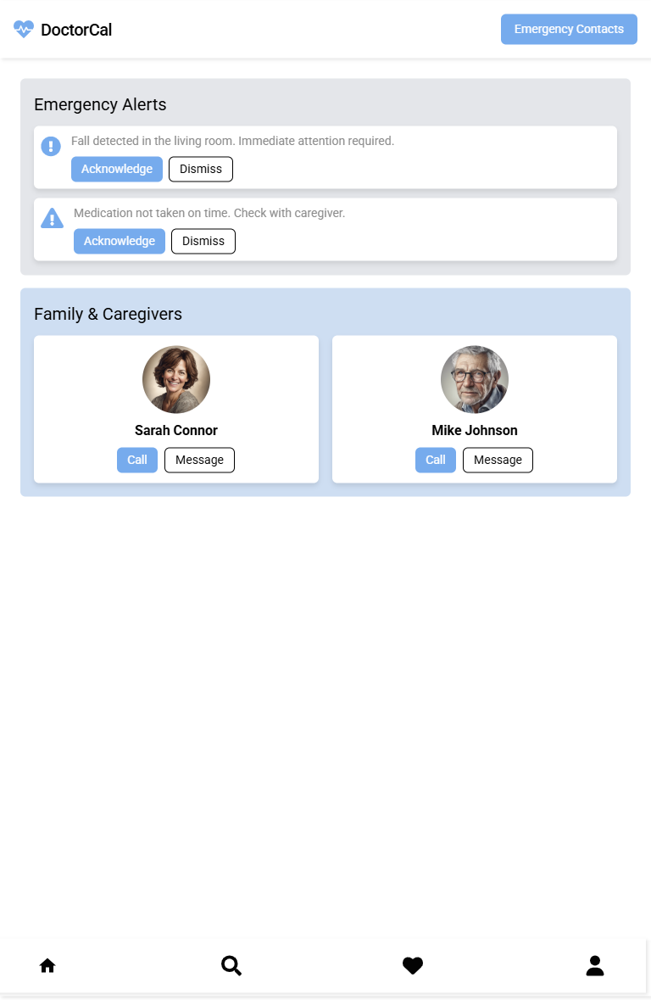 DoctorCal
Emergency Contacts
Emergency Alerts
Fall detected in the living room. Immediate attention required.
Acknowledge
Dismiss
Medication not taken on time. Check with caregiver.
Acknowledge
Dismiss
Family & Caregivers
Sarah Connor
Call
Message
Mike Johnson
Call
Message